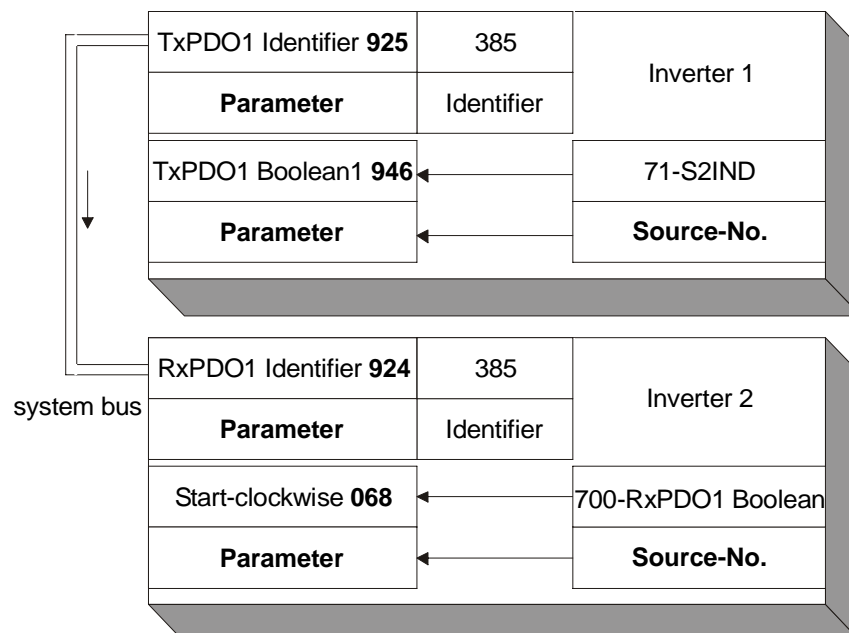 TxPDO1 Identifier 925
385
Inverter 1
Parameter
Identifier
TxPDO1 Boolean1 946
71-S2IND
Parameter
Source-No.
RxPDO1 Identifier 924
385
Inverter 2
system bus
Parameter
Identifier
Start-clockwise 068
700-RxPDO1 Boolean
Parameter
Source-No.